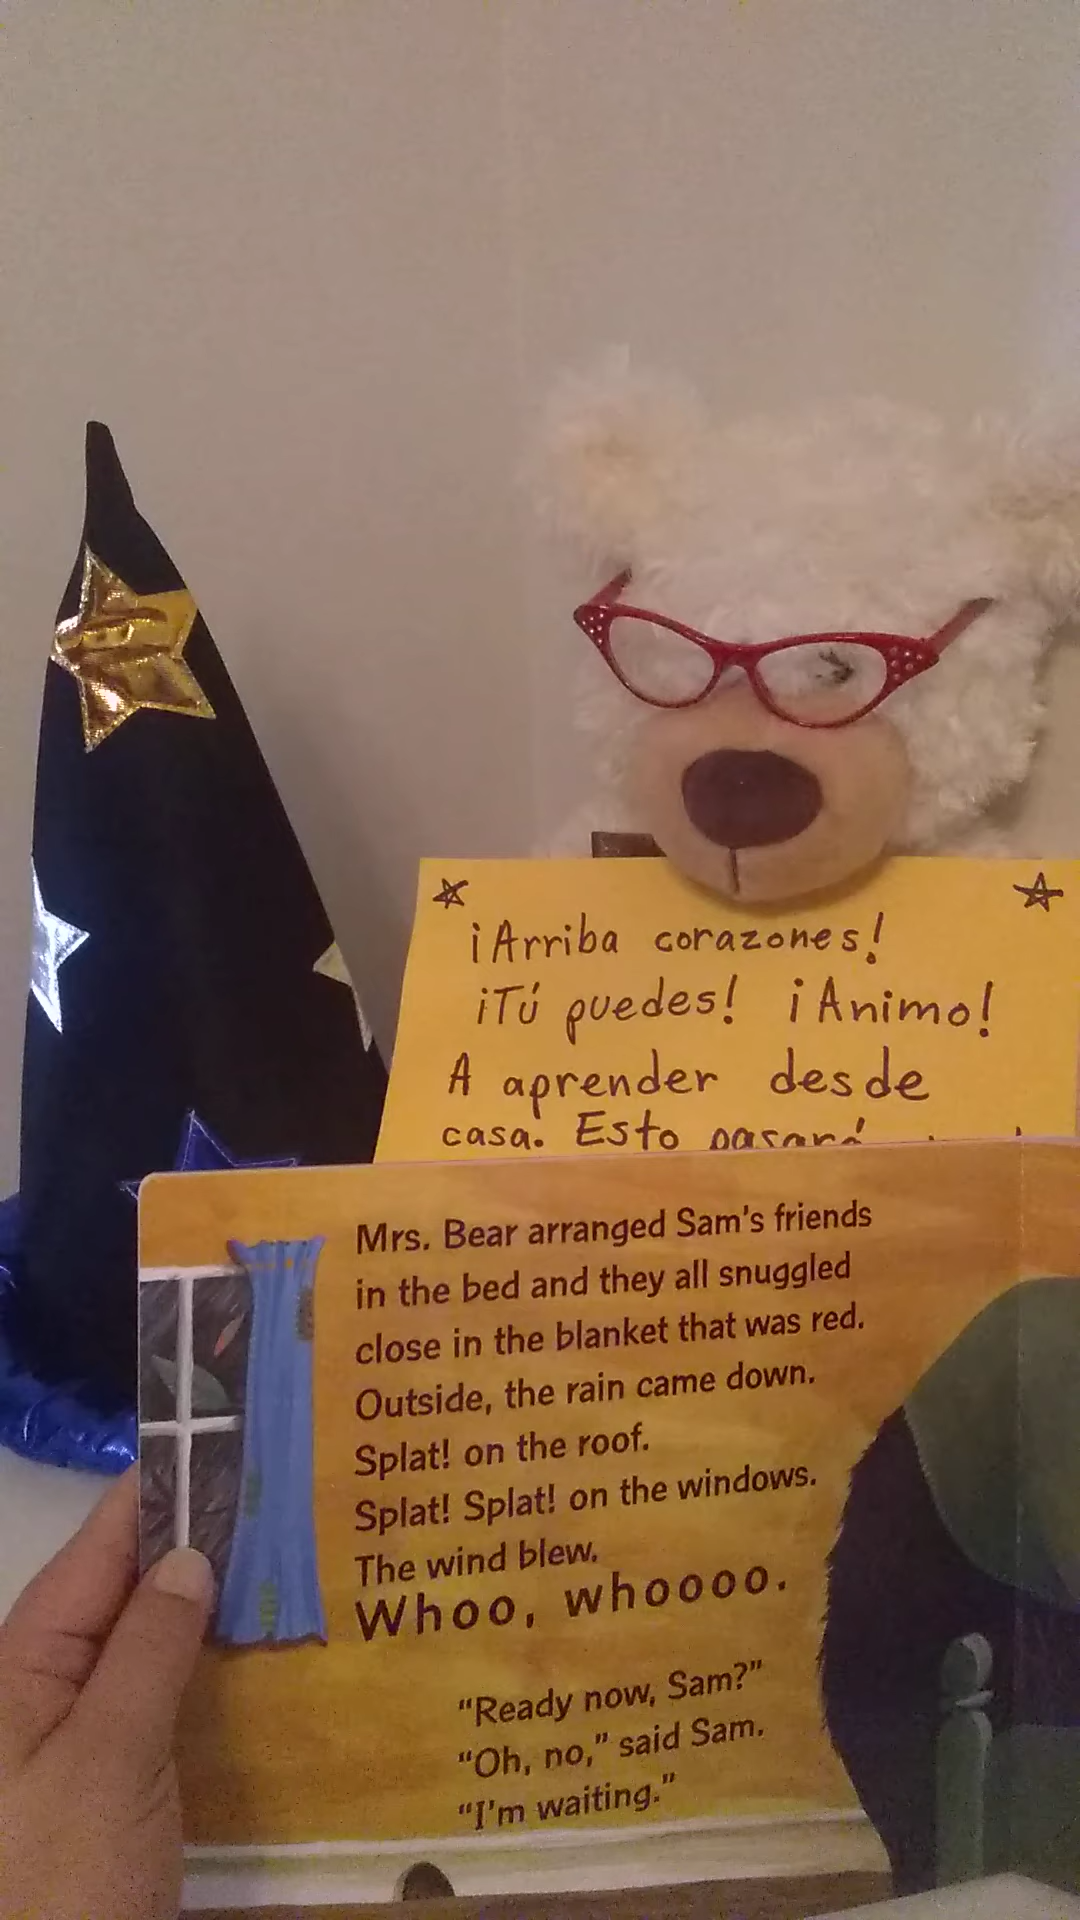 ¡Arriba corazones!
¡Tú puedes! ¡Animo!
A aprender desde
casa. Esto pasará
Mrs. Bear arranged Sam's friends
in the bed and they all snuggled
close in the blanket that was red.
Outside, the rain came down.
Splat! on the roof.
Splat! Splat! on the windows.
The wind blew.
Whoo, whoooo.
"Ready now, Sam?"
"Oh, no," said Sam.
"I'm waiting."